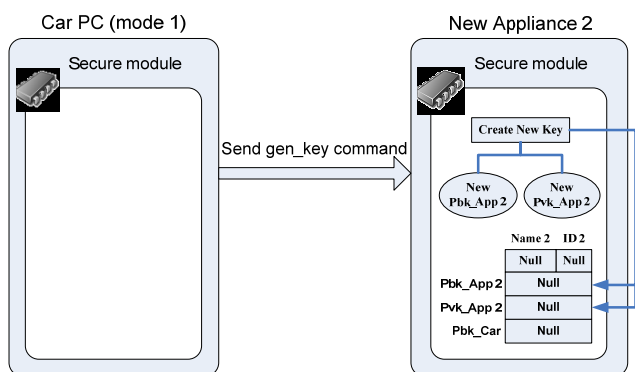 Car PC (mode 1)
New Appliance 2
Secure module
Secure module
Send gen_key command
Create New Key
New
Pbk_App 2
New
Pvk_App 2
Name 2 ID 2
Null Null
Pbk_App 2 Null
Pvk_App 2 Null
Pbk_Car Null